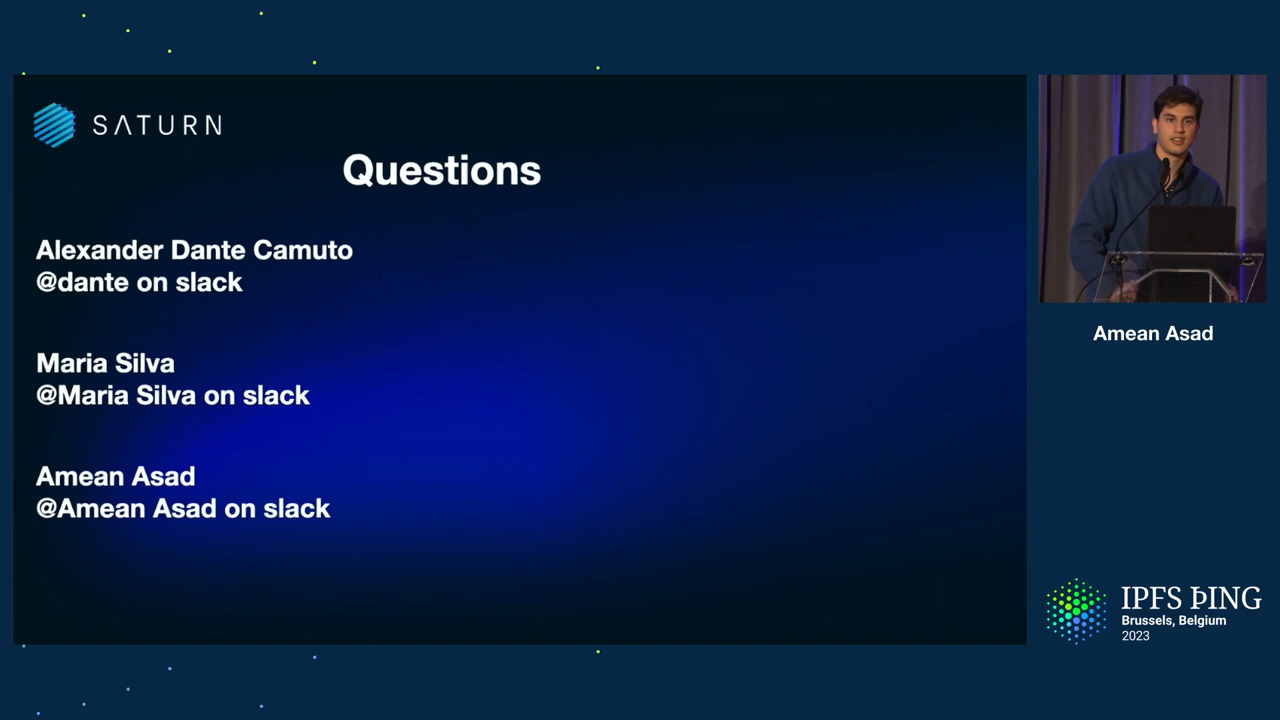 SATURN
Questions
Alexander Dante Camuto
@dante on slack
Maria Silva
@Maria Silva on slack
Amean Asad
@Amean Asad on slack
Amean Asad
IPFS ÞING
Brussels, Belgium
2023